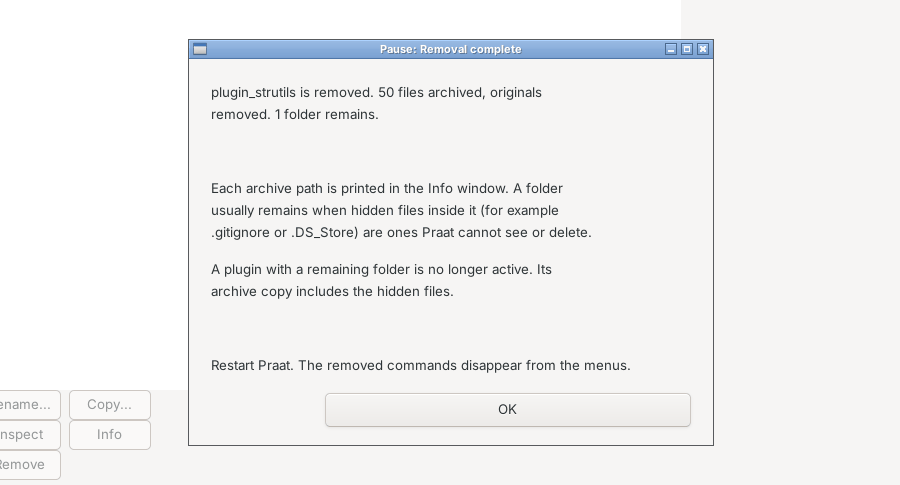 Pause: Removal complete
plugin_strutils is removed. 50 files archived, originals
removed. 1 folder remains.
Each archive path is printed in the Info window. A folder
usually remains when hidden files inside it (for example
.gitignore or .DS_Store) are ones Praat cannot see or delete.
A plugin with a remaining folder is no longer active. Its
archive copy includes the hidden files.
Restart Praat. The removed commands disappear from the menus.
OK
ename...
Copy...
nspect
Info
Remove